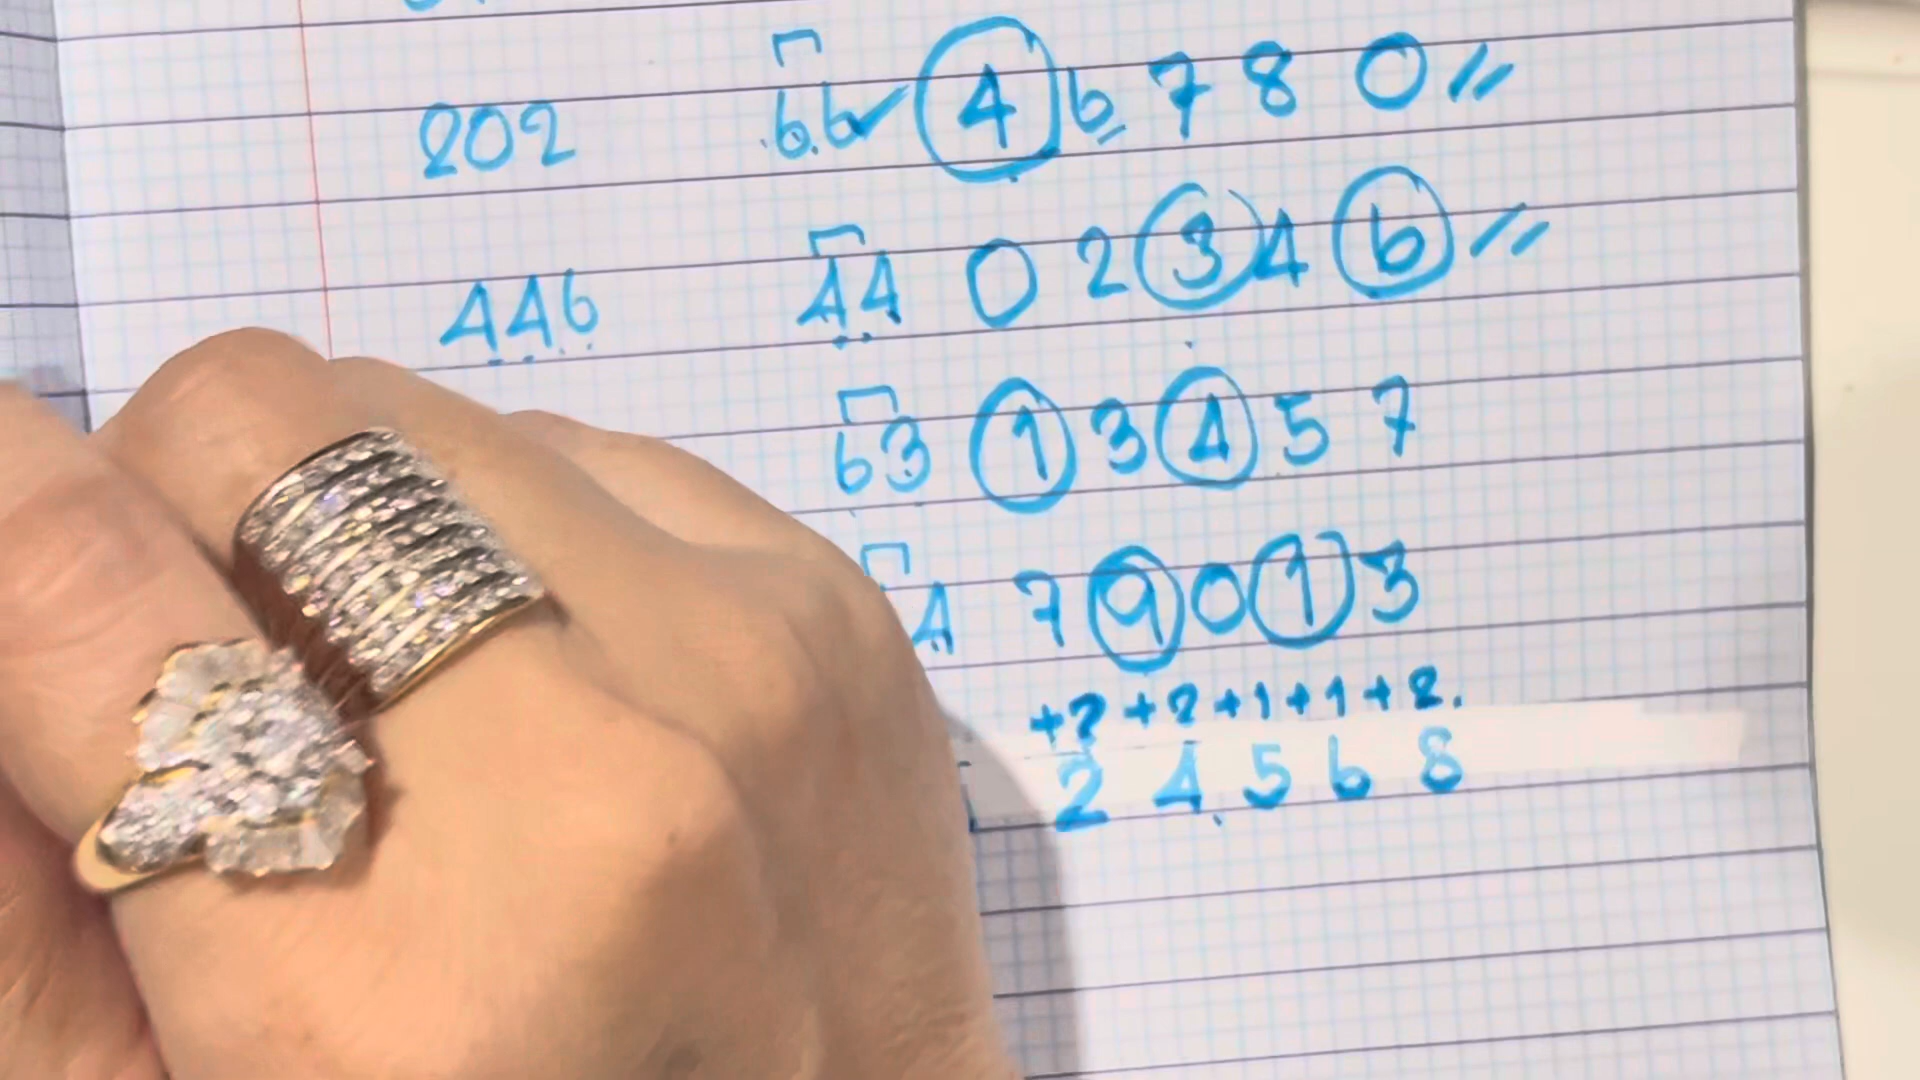 202 66✓ 4 6 7 8 0 //
446 44 0 2 3 4 6 //
63 1 3 4 5 7
4 7 9 0 1 3
+2 +2 +1 +1 +2.
2 4 5 6 8